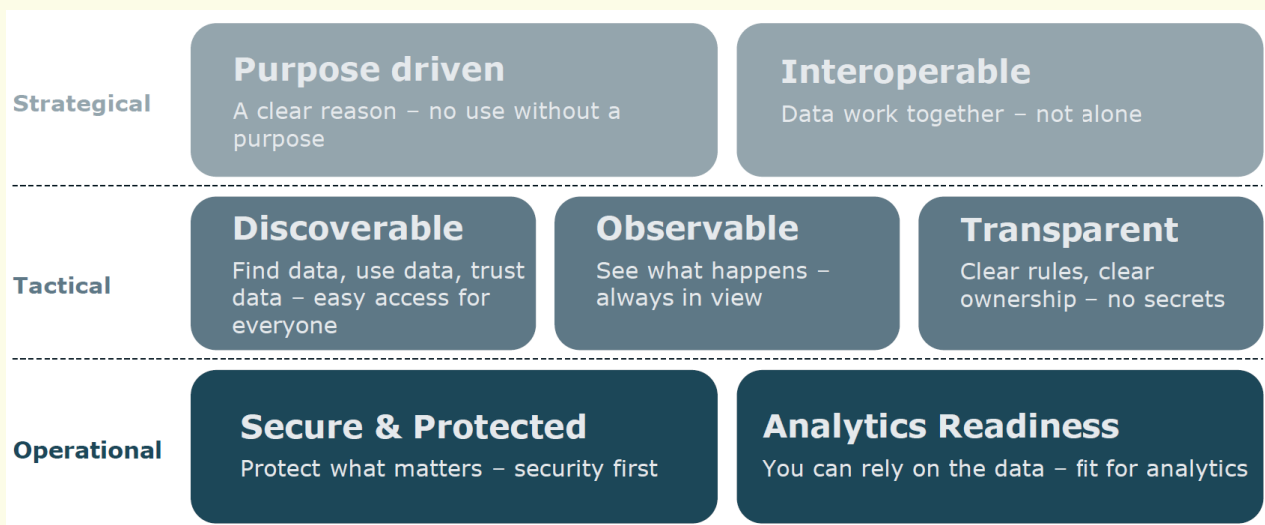 Strategical
Purpose driven
A clear reason – no use without a
purpose
Interoperable
Data work together – not alone
Tactical
Discoverable
Find data, use data, trust
data – easy access for
everyone
Observable
See what happens –
always in view
Transparent
Clear rules, clear
ownership – no secrets
Operational
Secure & Protected
Protect what matters – security first
Analytics Readiness
You can rely on the data – fit for analytics